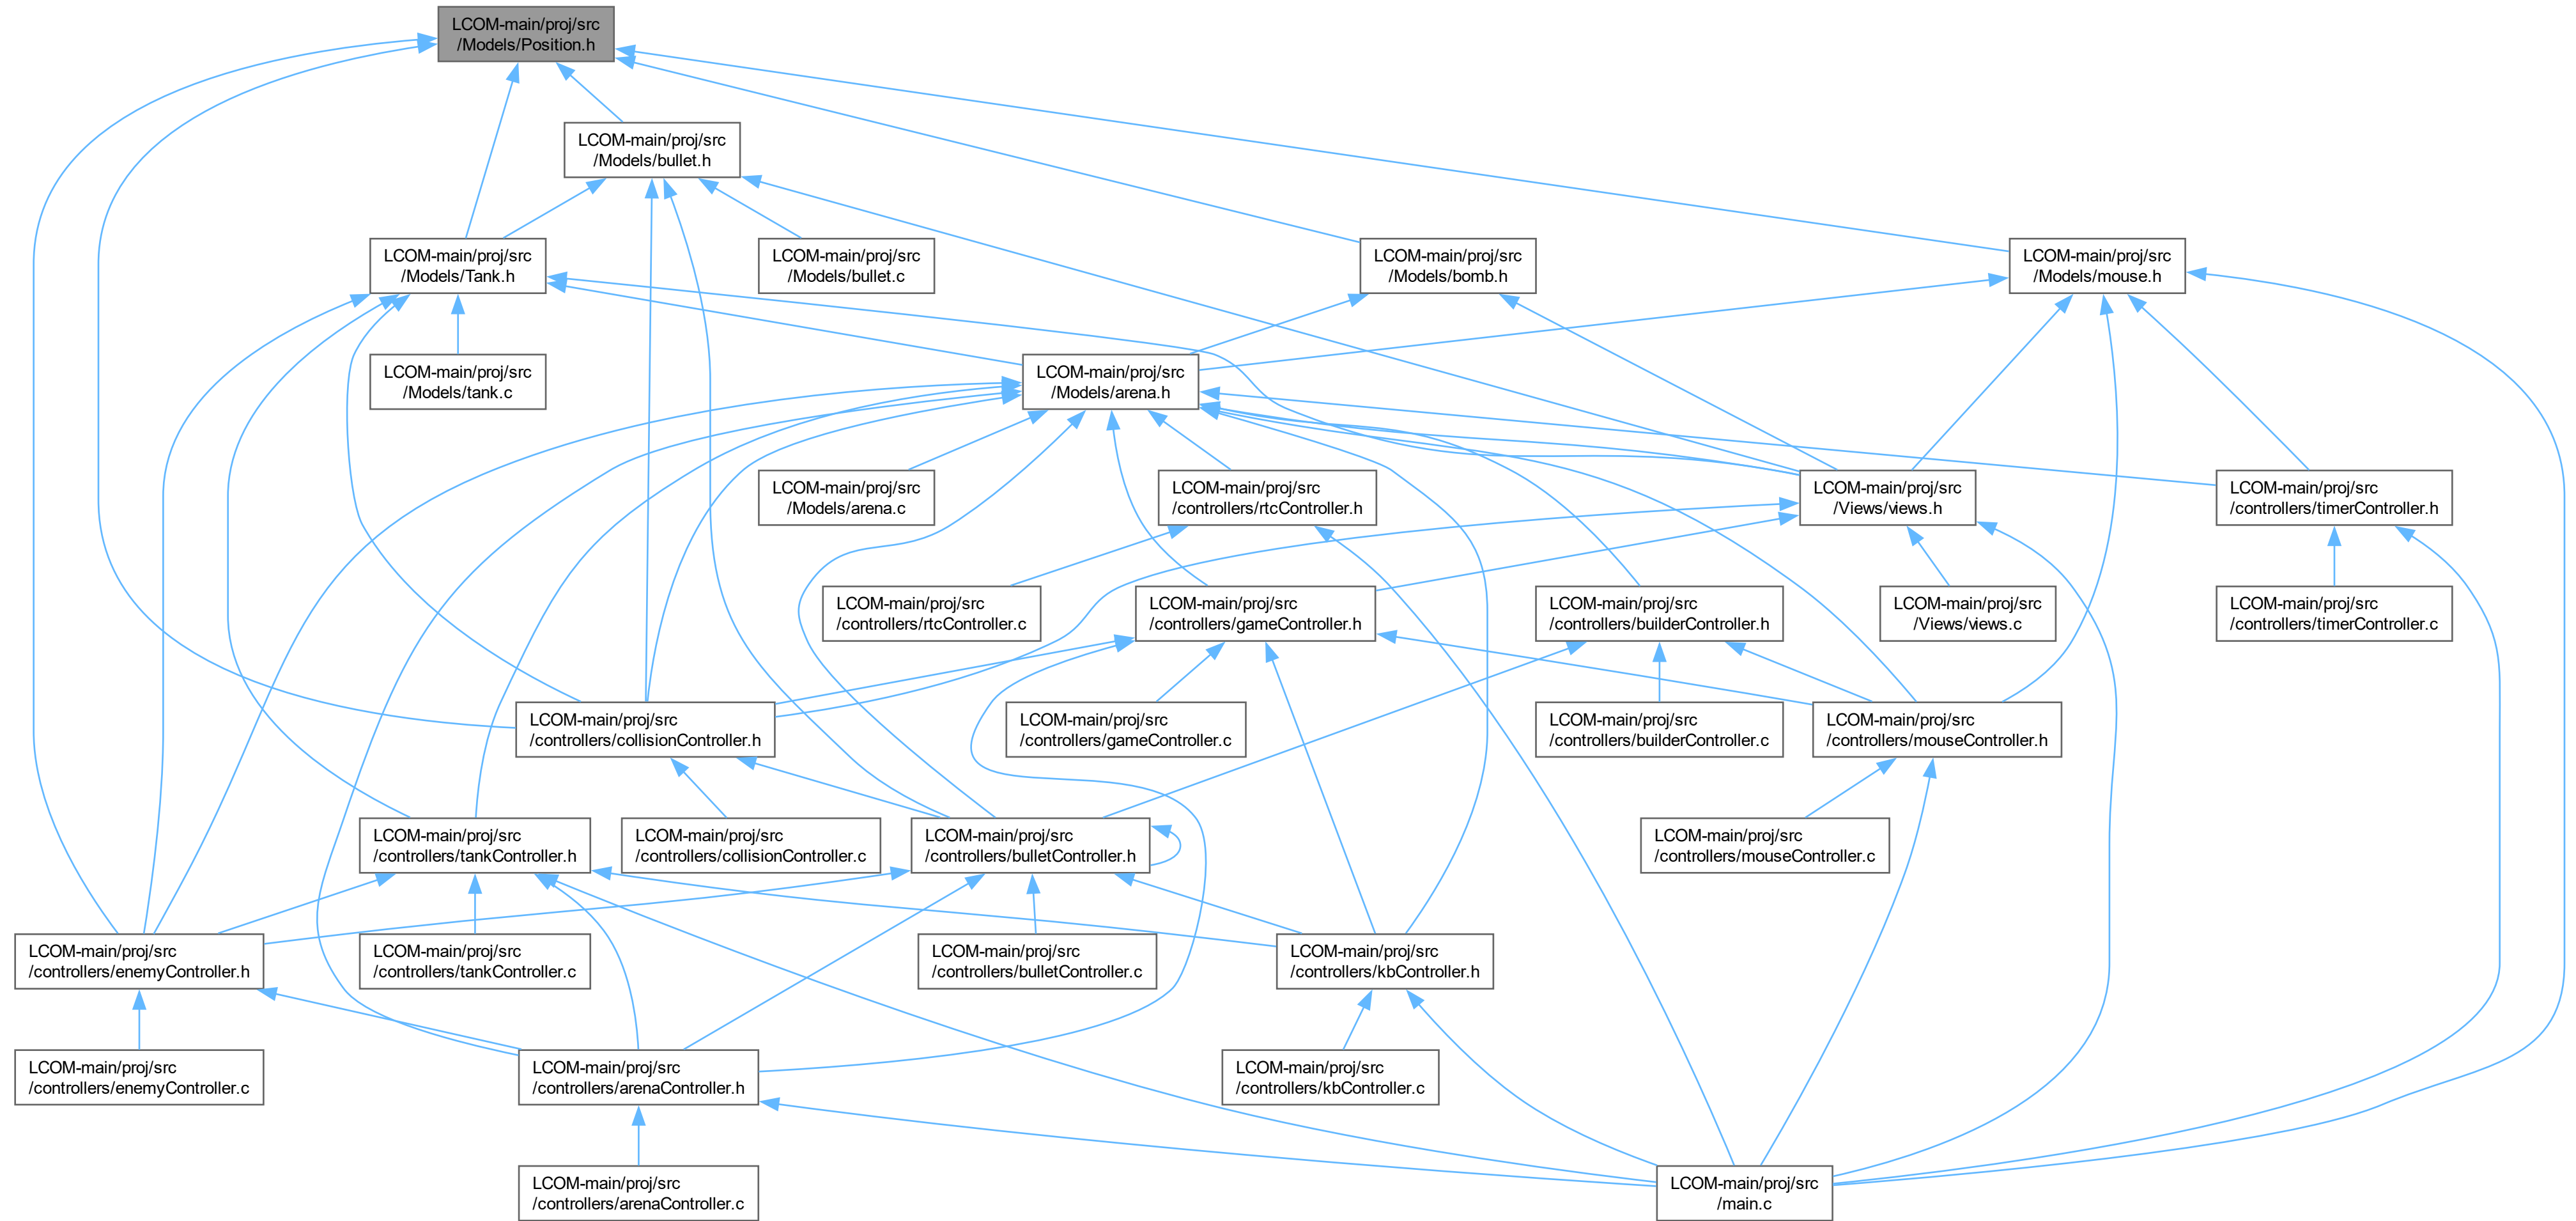 LCOM-main/proj/src
/Models/Position.h
LCOM-main/proj/src
/Models/bullet.h
LCOM-main/proj/src
/Models/Tank.h
LCOM-main/proj/src
/Models/bullet.c
LCOM-main/proj/src
/Models/bomb.h
LCOM-main/proj/src
/Models/mouse.h
LCOM-main/proj/src
/Models/tank.c
LCOM-main/proj/src
/Models/arena.h
LCOM-main/proj/src
/Models/arena.c
LCOM-main/proj/src
/controllers/rtcController.h
LCOM-main/proj/src
/Views/views.h
LCOM-main/proj/src
/controllers/timerController.h
LCOM-main/proj/src
/controllers/rtcController.c
LCOM-main/proj/src
/controllers/gameController.h
LCOM-main/proj/src
/controllers/builderController.h
LCOM-main/proj/src
/Views/views.c
LCOM-main/proj/src
/controllers/timerController.c
LCOM-main/proj/src
/controllers/collisionController.h
LCOM-main/proj/src
/controllers/gameController.c
LCOM-main/proj/src
/controllers/builderController.c
LCOM-main/proj/src
/controllers/mouseController.h
LCOM-main/proj/src
/controllers/tankController.h
LCOM-main/proj/src
/controllers/collisionController.c
LCOM-main/proj/src
/controllers/bulletController.h
LCOM-main/proj/src
/controllers/mouseController.c
LCOM-main/proj/src
/controllers/enemyController.h
LCOM-main/proj/src
/controllers/tankController.c
LCOM-main/proj/src
/controllers/bulletController.c
LCOM-main/proj/src
/controllers/kbController.h
LCOM-main/proj/src
/controllers/enemyController.c
LCOM-main/proj/src
/controllers/arenaController.h
LCOM-main/proj/src
/controllers/kbController.c
LCOM-main/proj/src
/controllers/arenaController.c
LCOM-main/proj/src
/main.c